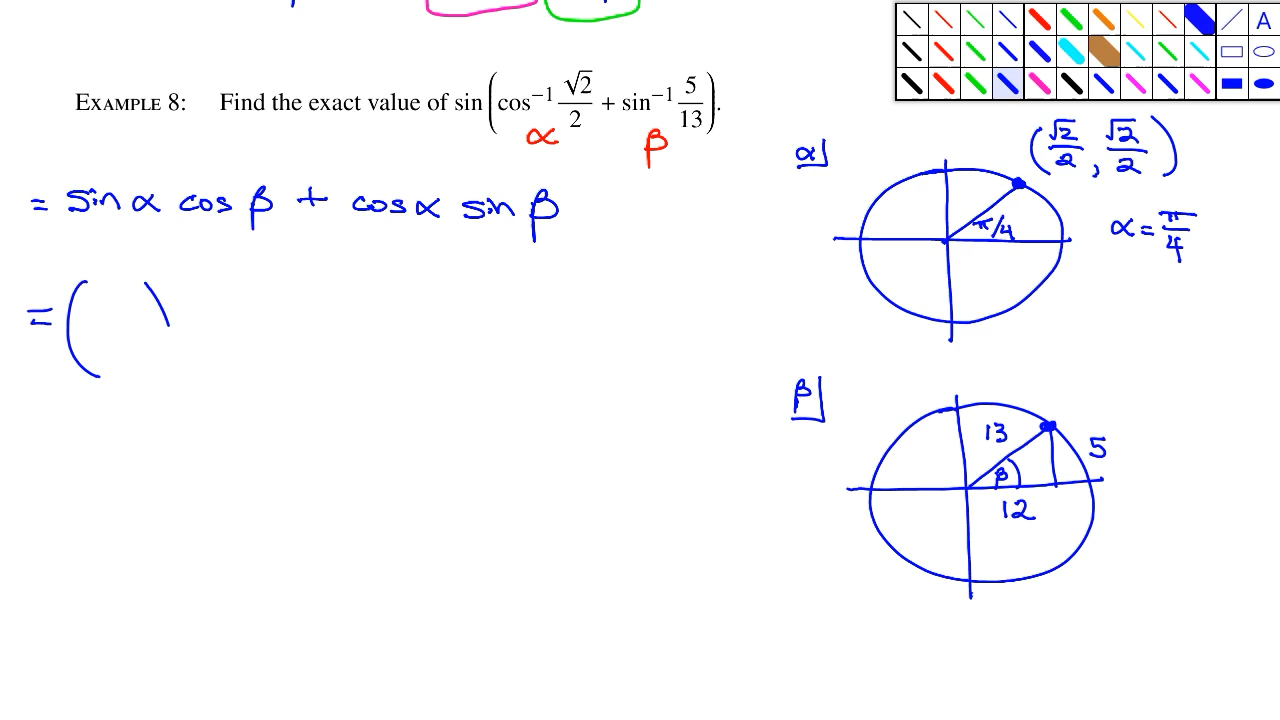 EXAMPLE 8: Find the exact value of sin(cos⁻¹ √2/2 + sin⁻¹ 5/13).
α β
= sin α cos β + cos α sin β
= (
α
(√2/2, √2/2)
π/4
α = π/4
β
13
5
β
12
A